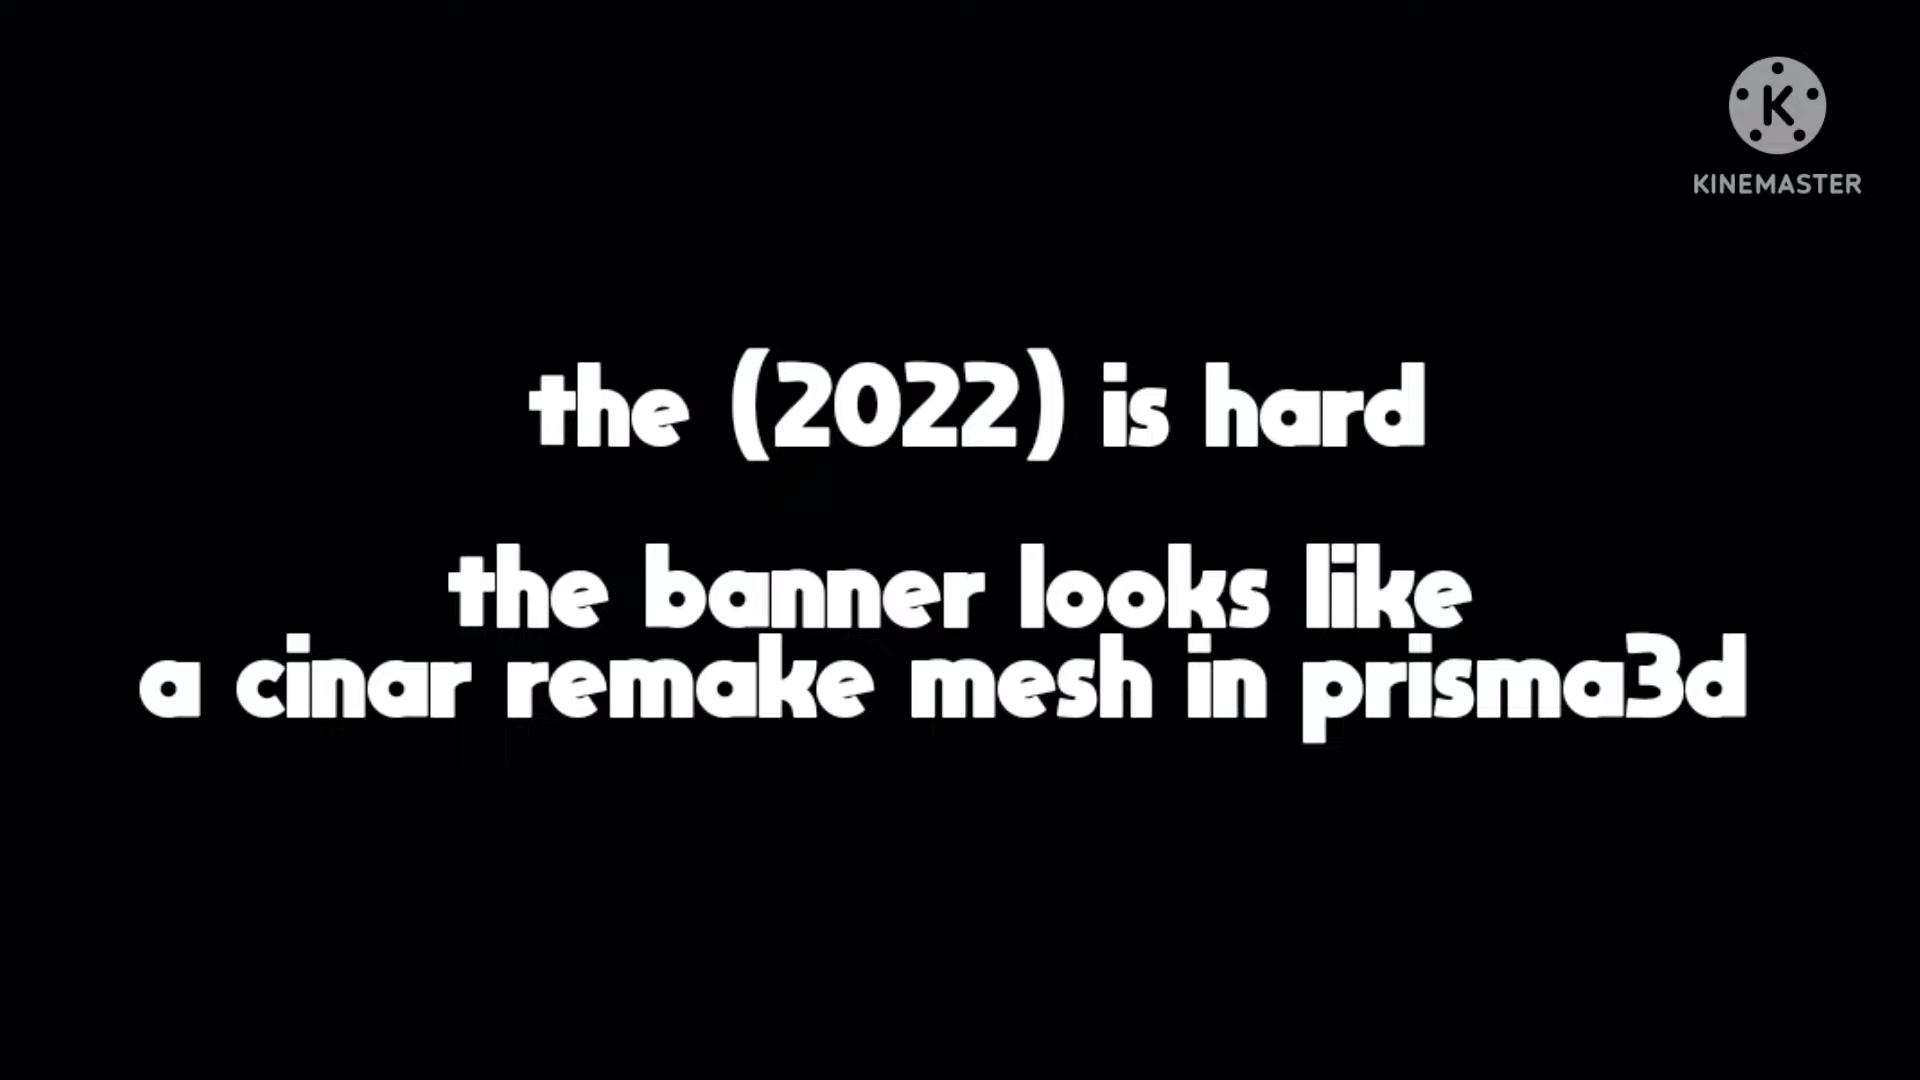 K
KINEMASTER
the (2022) is hard
the banner looks like
a cinar remake mesh in prisma3d